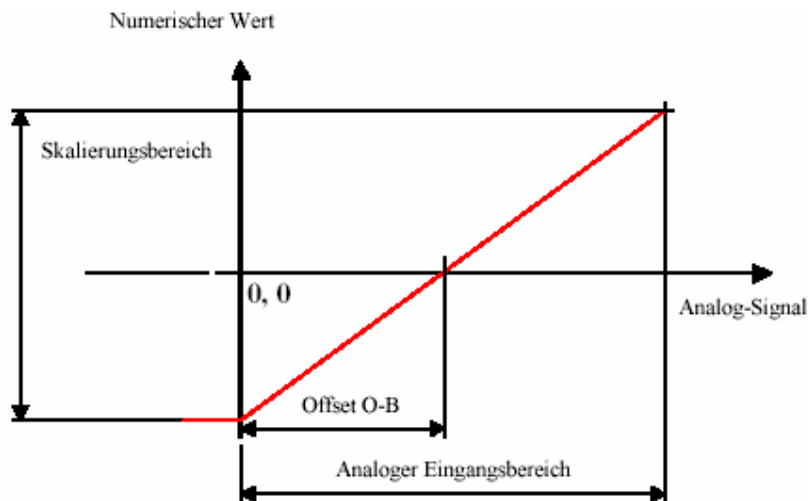 Numerischer Wert
Skalierungsbereich
0, 0
Analog-Signal
Offset O-B
Analoger Eingangsbereich